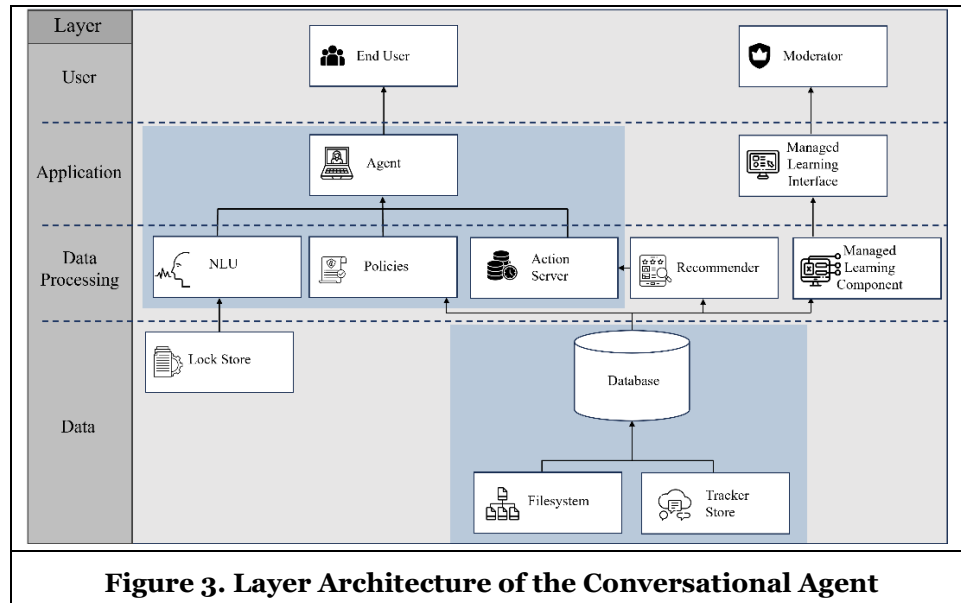 Layer
User
End User
Moderator
Application
Agent
Managed
Learning
Interface
Data
Processing
NLU
Policies
Action
Server
Recommender
Managed
Learning
Component
Data
Lock Store
Database
Filesystem
Tracker
Store
Figure 3. Layer Architecture of the Conversational Agent